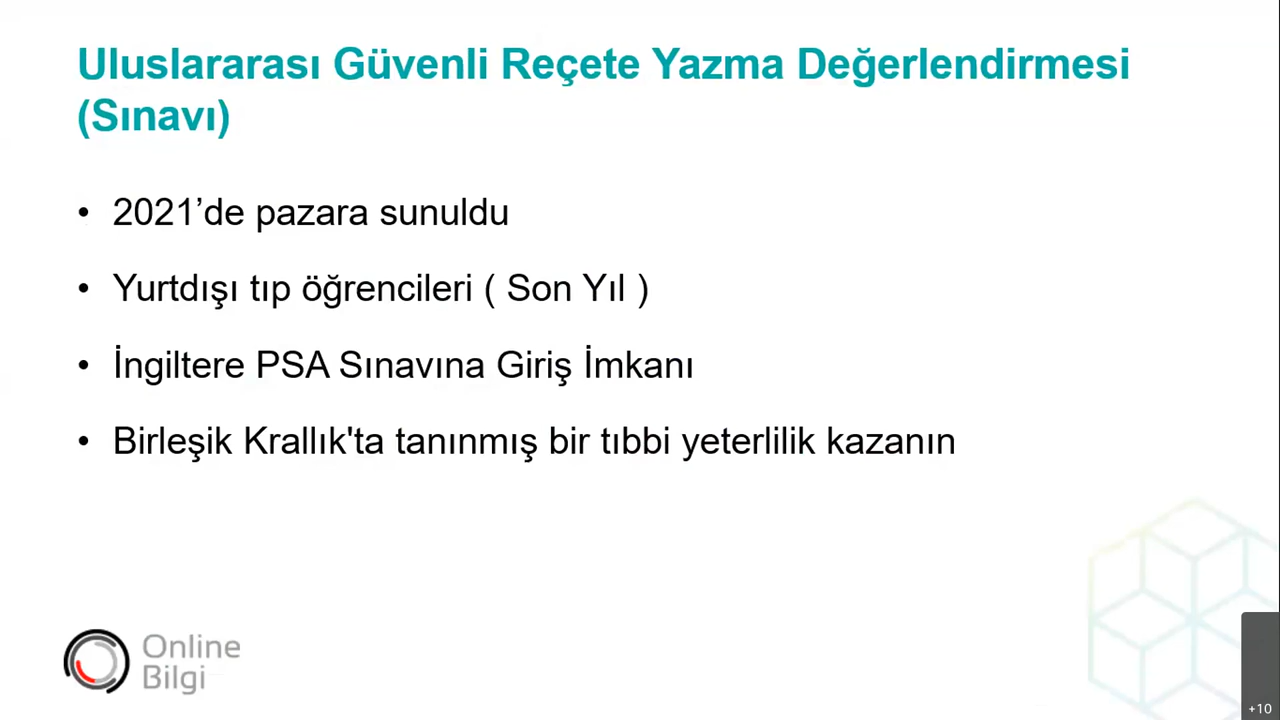 Uluslararası Güvenli Reçete Yazma Değerlendirmesi
(Sınavı)
• 2021’de pazara sunuldu
• Yurtdışı tıp öğrencileri ( Son Yıl )
• İngiltere PSA Sınavına Giriş İmkanı
• Birleşik Krallık'ta tanınmış bir tıbbi yeterlilik kazanın
Online
Bilgi
+10